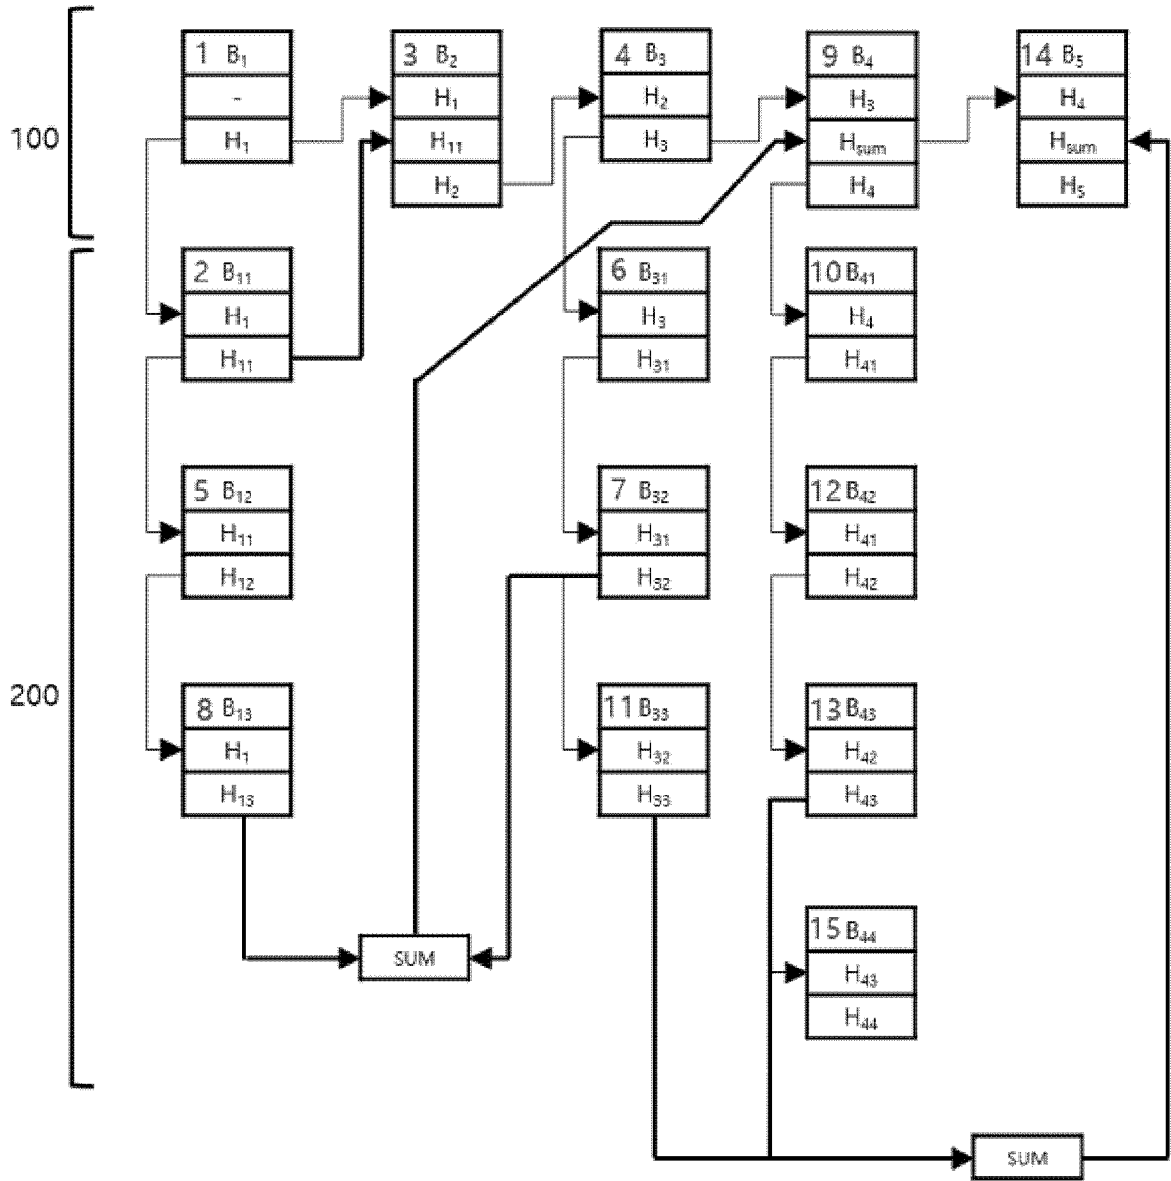 100
1 B₁
-
H₁
3 B₂
H₁
H₁₁
H₂
4 B₃
H₂
H₃
9 B₄
H₃
Hsum
H₄
14 B₅
H₄
Hsum
H₅
200
2 B₁₁
H₁
H₁₁
6 B₃₁
H₃
H₃₁
10 B₄₁
H₄
H₄₁
5 B₁₂
H₁₁
H₁₂
7 B₃₂
H₃₁
H₃₂
12 B₄₂
H₄₁
H₄₂
8 B₁₃
H₁
H₁₃
11 B₃₃
H₃₂
H₃₃
13 B₄₃
H₄₂
H₄₃
15 B₄₄
H₄₃
H₄₄
SUM
SUM